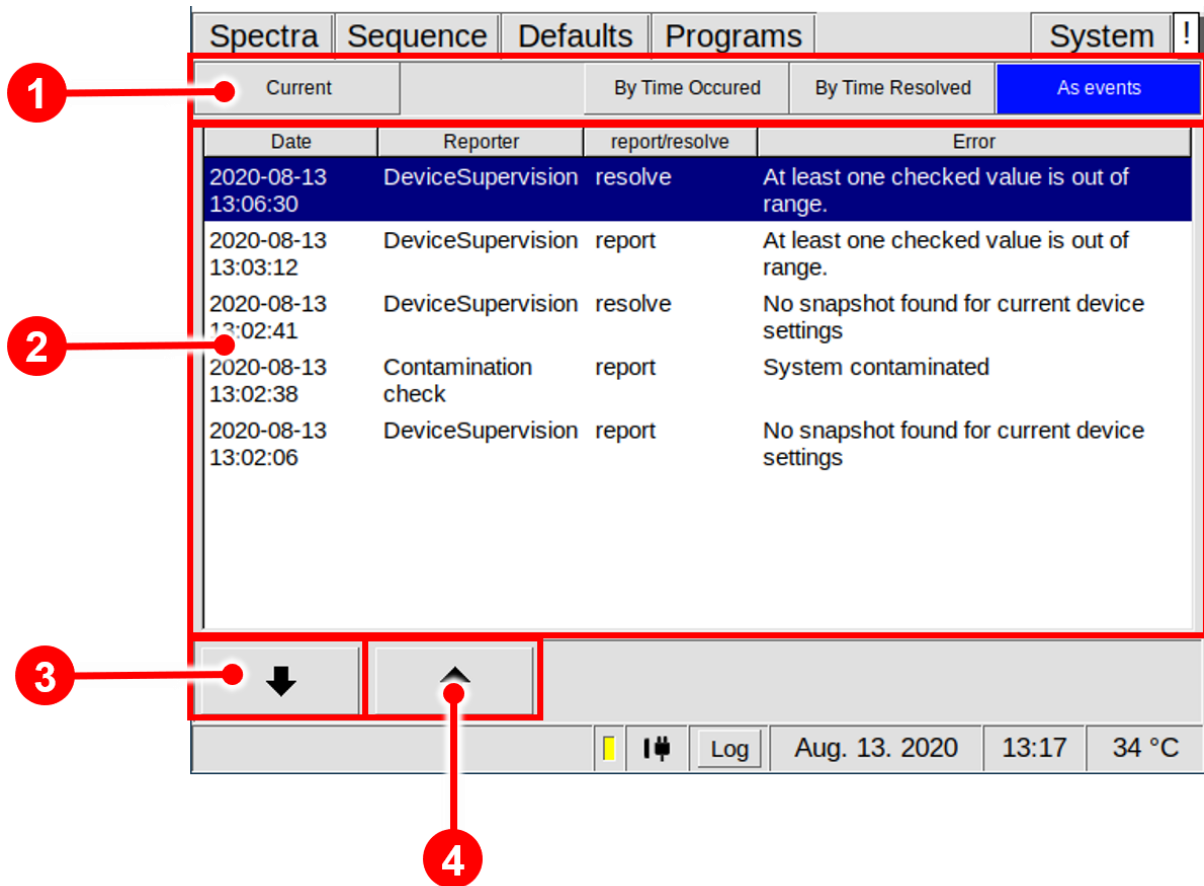 Spectra Sequence Defaults Programs System !
1 Current By Time Occured By Time Resolved As events
Date Reporter report/resolve Error
2020-08-13 DeviceSupervision resolve At least one checked value is out of
13:06:30 range.
2020-08-13 DeviceSupervision report At least one checked value is out of
13:03:12 range.
2020-08-13 DeviceSupervision resolve No snapshot found for current device
2 13:02:41 settings
2020-08-13 Contamination report System contaminated
13:02:38 check
2020-08-13 DeviceSupervision report No snapshot found for current device
13:02:06 settings
3
Log Aug. 13. 2020 13:17 34 °C
4